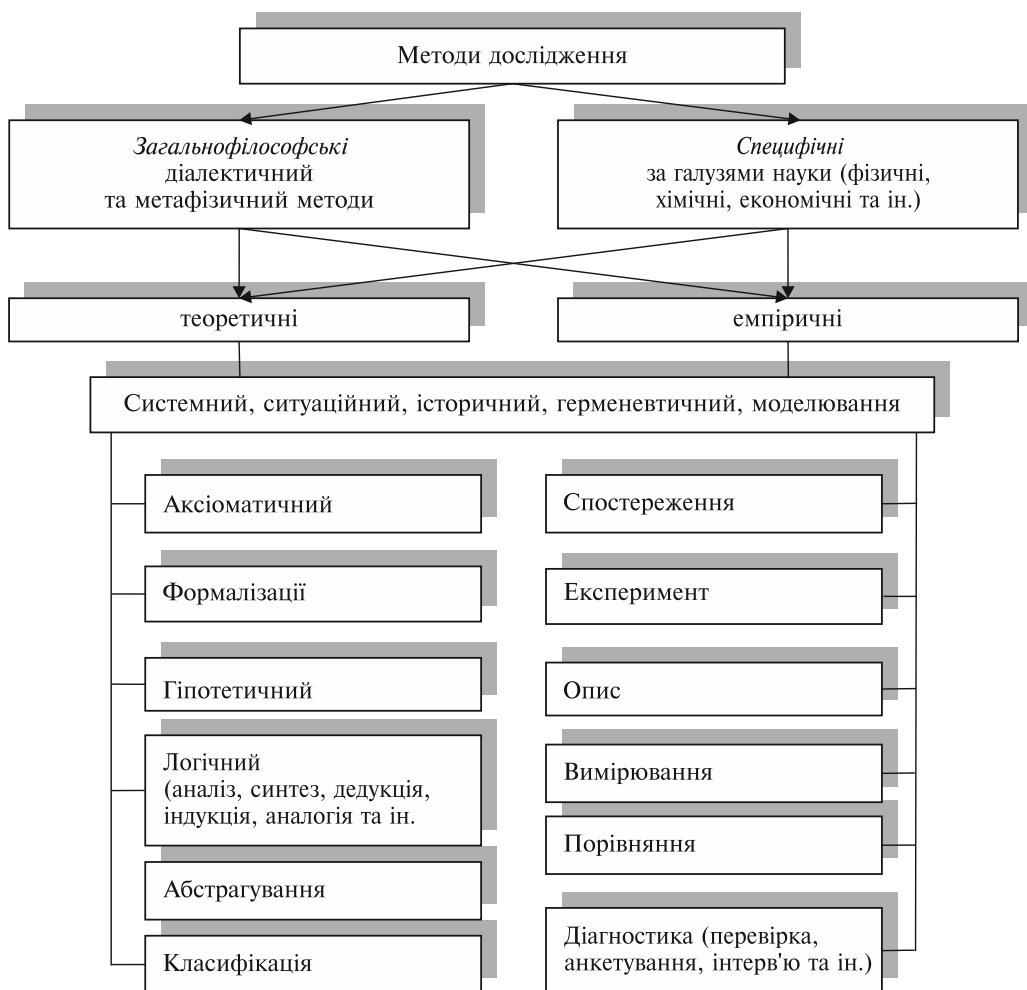 Методи дослідження
Загальнофілософські
діалектичний
та метафізичний методи
Специфічні
за галузями науки (фізичні,
хімічні, економічні та ін.)
теоретичні
емпіричні
Системний, ситуаційний, історичний, герменевтичний, моделювання
Аксіоматичний
Формалізації
Гіпотетичний
Логічний
(аналіз, синтез, дедукція,
індукція, аналогія та ін.
Абстрагування
Класифікація
Спостереження
Експеримент
Опис
Вимірювання
Порівняння
Діагностика (перевірка,
анкетування, інтерв'ю та ін.)